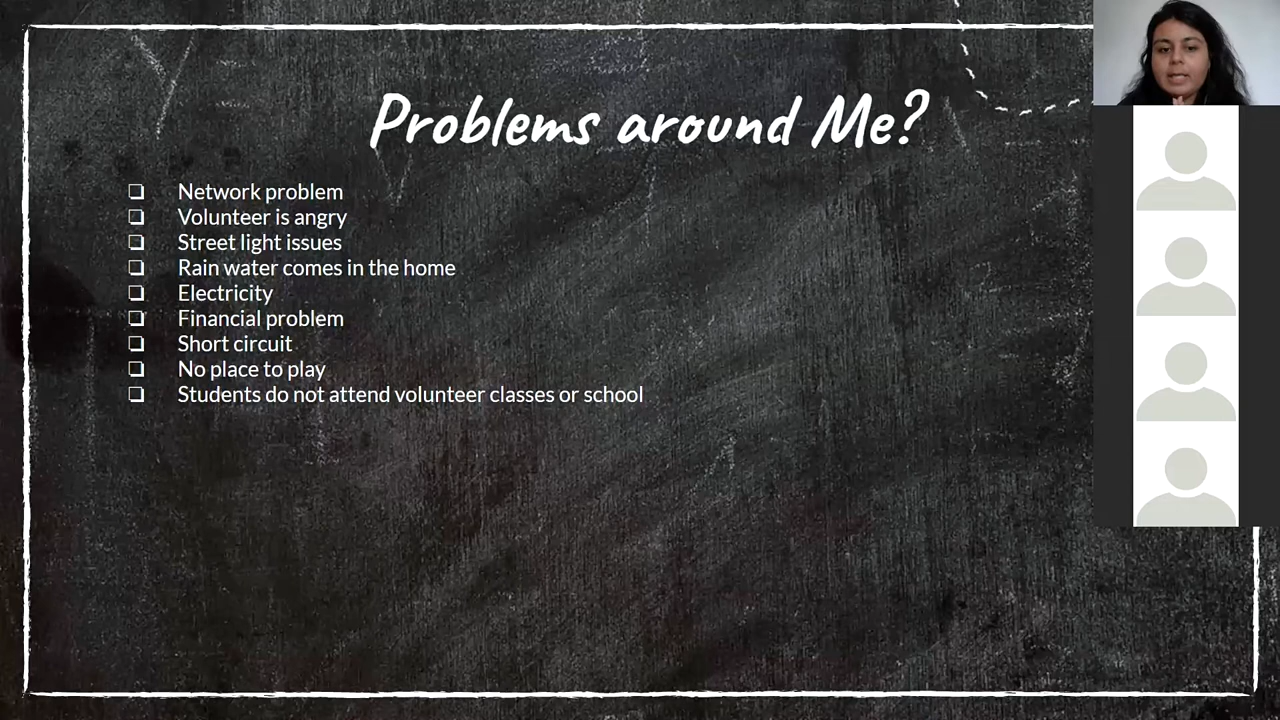 Problems around Me?
Network problem
Volunteer is angry
Street light issues
Rain water comes in the home
Electricity
Financial problem
Short circuit
No place to play
Students do not attend volunteer classes or school